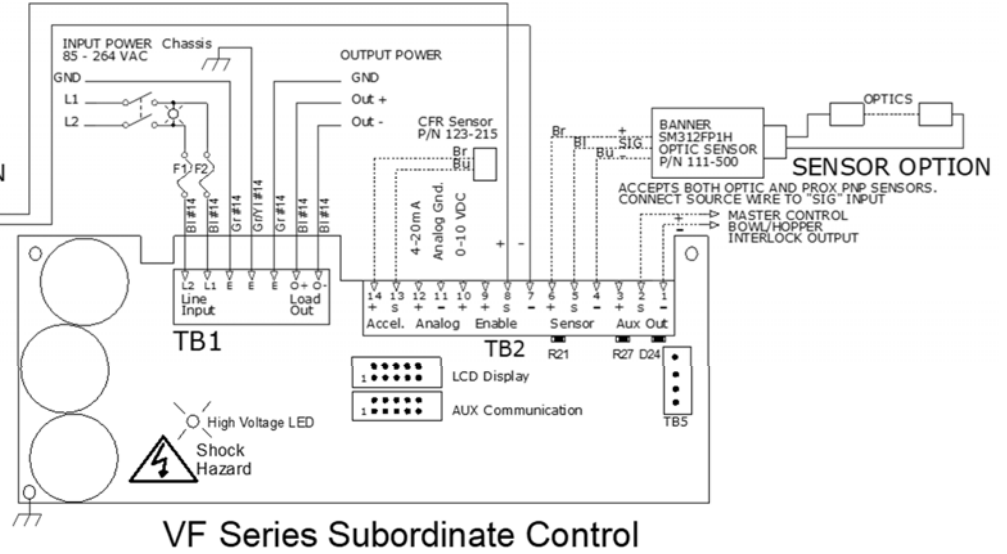 INPUT POWER Chassis
85 - 264 VAC
OUTPUT POWER
GND
GND
L1
Out +
L2
Out -
CFR Sensor
P/N 123-215
Br
Bu
F1
F2
Bl #14
Bl #14
Gr #14
Gr/Yl #14
Gr #14
Bl #14
Bl #14
4-20mA
Analog Gnd.
0-10 VDC
+
-
Br +
Bl SIG
Bu -
BANNER
SM312FP1H
OPTIC SENSOR
P/N 111-500
OPTICS
SENSOR OPTION
ACCEPTS BOTH OPTIC AND PROX PNP SENSORS.
CONNECT SOURCE WIRE TO "SIG" INPUT
+
-
MASTER CONTROL
BOWL/HOPPER
INTERLOCK OUTPUT
N
L2 L1 E E E O+ O-
Line
Input
Load
Out
TB1
14 13 12 11 10 9 8 7 6 5 4 3 2 1
+ S + - + + S - + S - + S -
Accel. Analog Enable Sensor Aux Out
TB2
R21
R27 D24
1
LCD Display
1
AUX Communication
TB5
High Voltage LED
Shock
Hazard
VF Series Subordinate Control